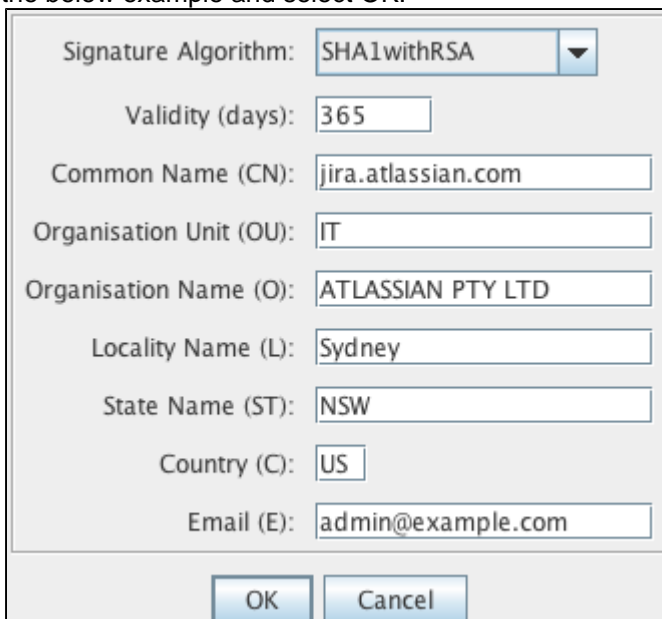 the below example and select OK.
Signature Algorithm: SHA1withRSA
Validity (days): 365
Common Name (CN): jira.atlassian.com
Organisation Unit (OU): IT
Organisation Name (O): ATLASSIAN PTY LTD
Locality Name (L): Sydney
State Name (ST): NSW
Country (C): US
Email (E): admin@example.com
OK Cancel